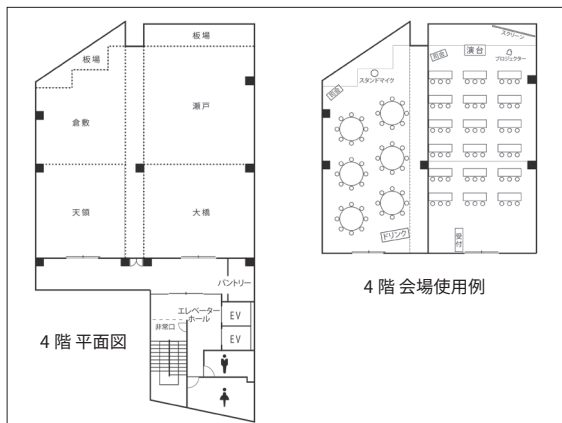 板場
板場
瀬戸
倉敷
天領
大橋
パントリー
エレベーター
ホール
非常口
EV
EV
4階 平面図
スクリーン
司会
演台
プロジェクター
スタンドマイク
司会
ドリンク
受付
4階 会場使用例